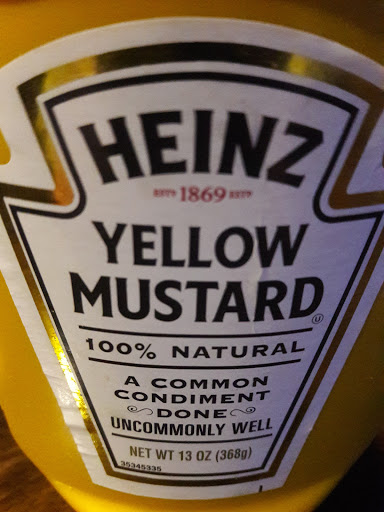 HEINZ
ESTD 1869 ESTD
YELLOW
MUSTARD
100% NATURAL
A COMMON
CONDIMENT
DONE
UNCOMMONLY WELL
NET WT 13 OZ (368g)
35345335